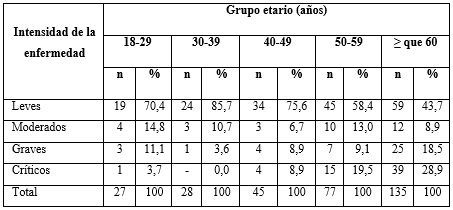 Intensidad de la enfermedad Grupo etario (años)
18-29 30-39 40-49 50-59 ≥ que 60
n % n % n % n % n %
Leves 19 70,4 24 85,7 34 75,6 45 58,4 59 43,7
Moderados 4 14,8 3 10,7 3 6,7 10 13,0 12 8,9
Graves 3 11,1 1 3,6 4 8,9 7 9,1 25 18,5
Críticos 1 3,7 - 0,0 4 8,9 15 19,5 39 28,9
Total 27 100 28 100 45 100 77 100 135 100